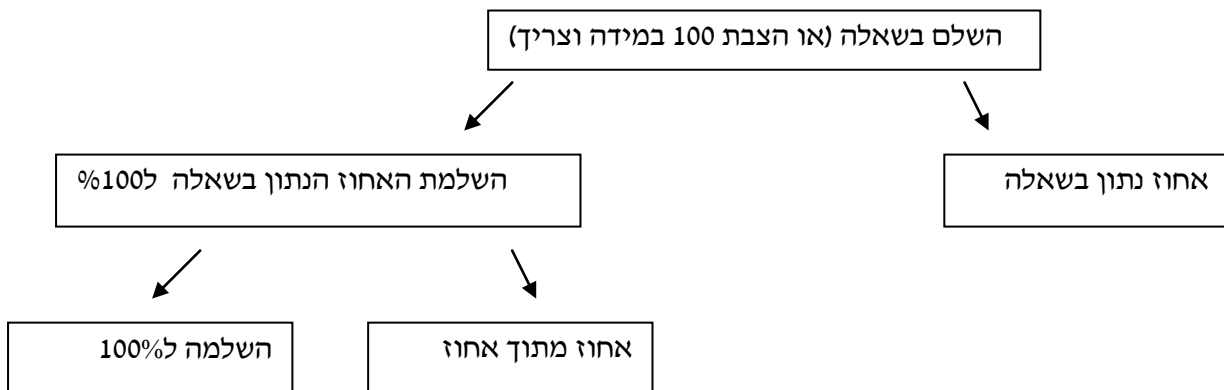 השלם בשאלה (או הצבת 100 במידה וצריך)
אחוז נתון בשאלה
השלמת האחוז הנתון בשאלה ל100%
אחוז מתוך אחוז
השלמה ל100%